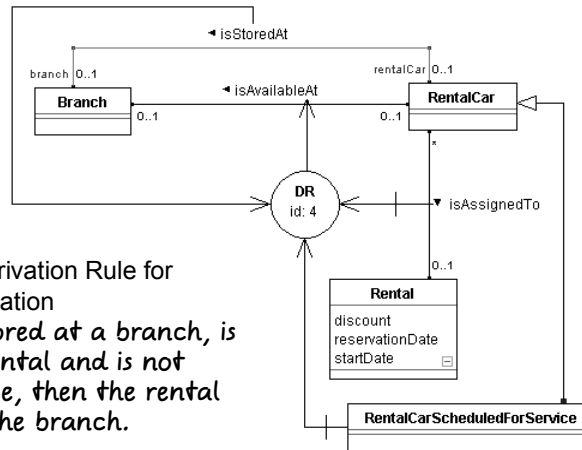 ◄ isStoredAt
branch 0..1
rentalCar 0..1
Branch
◄ isAvailableAt
RentalCar
0..1
0..1
*
DR
id: 4
▼ isAssignedTo
0..1
Rental
discount
reservationDate
startDate
rivation Rule for
ation
ored at a branch, is
ental and is not
e, then the rental
he branch.
RentalCarScheduledForService